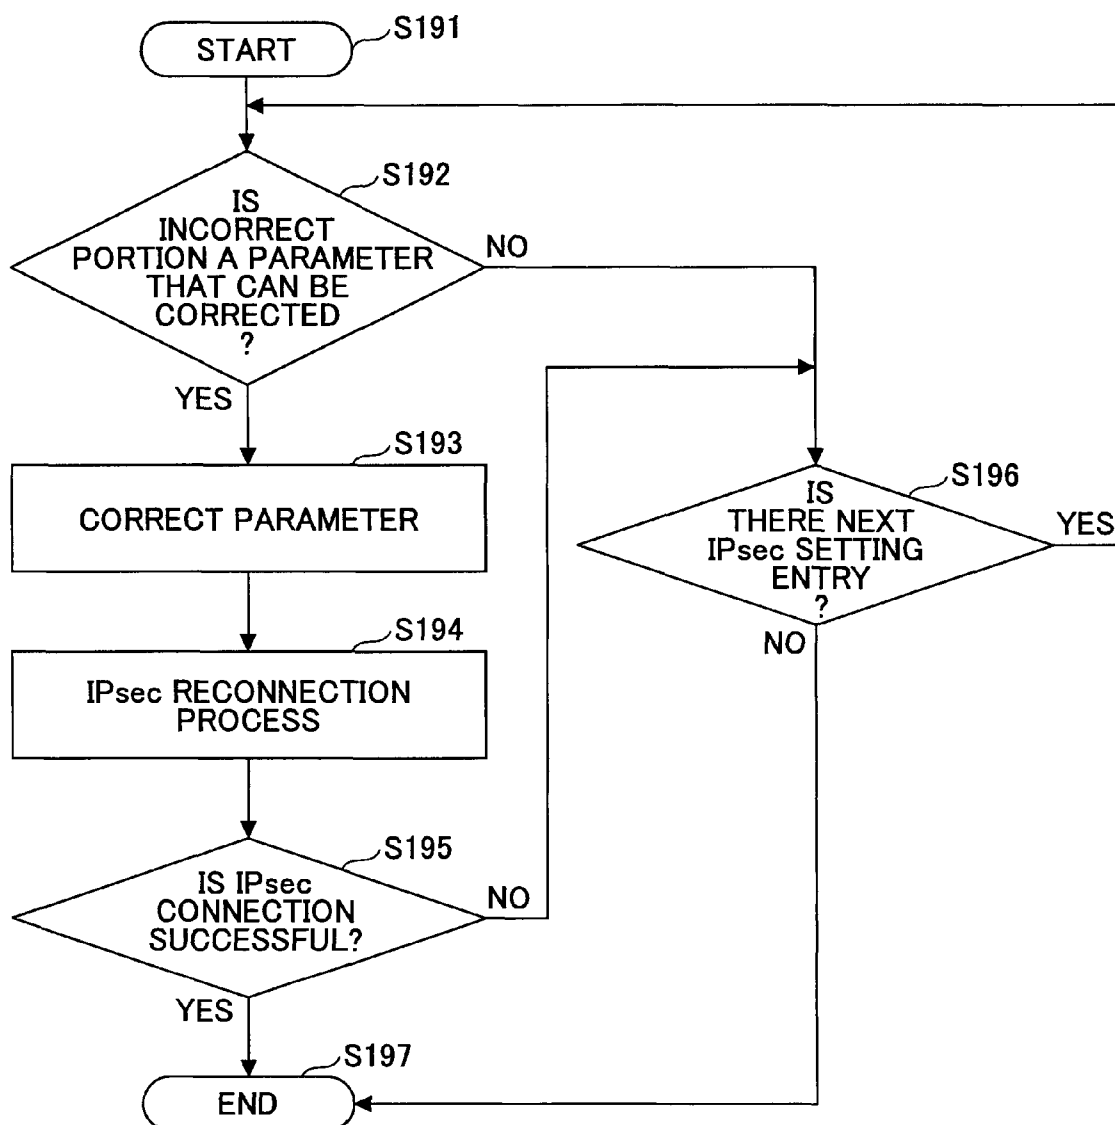 START
S191
S192
IS
INCORRECT
PORTION A PARAMETER
THAT CAN BE
CORRECTED
?
NO
YES
S193
CORRECT PARAMETER
S194
IPsec RECONNECTION
PROCESS
S195
IS IPsec
CONNECTION
SUCCESSFUL?
NO
YES
S196
IS
THERE NEXT
IPsec SETTING
ENTRY
?
YES
NO
S197
END